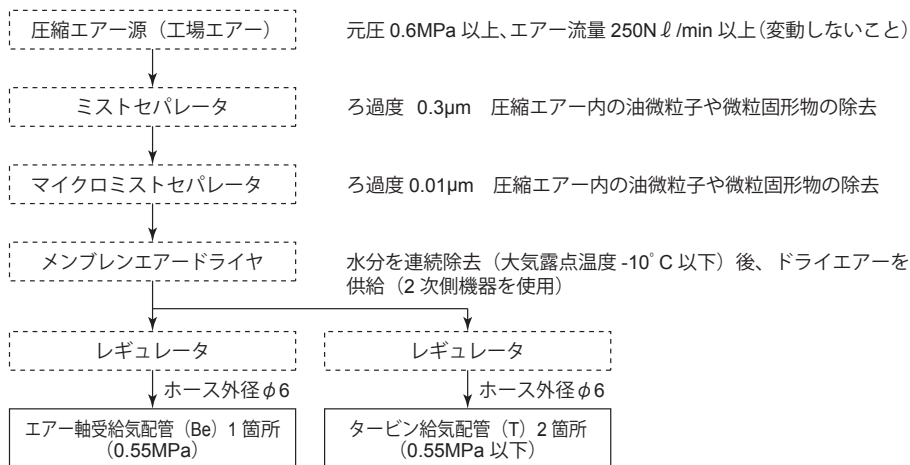 圧縮エアー源（工場エアー）
元圧 0.6MPa 以上、エアー流量 250Nℓ/min 以上（変動しないこと）
ミストセパレータ
ろ過度 0.3μm 圧縮エアー内の油微粒子や微粒固形物の除去
マイクロミストセパレータ
ろ過度 0.01μm 圧縮エアー内の油微粒子や微粒固形物の除去
メンブレンエアードライヤ
水分を連続除去（大気露点温度 -10°C 以下）後、ドライエアーを
供給（2 次側機器を使用）
レギュレータ
レギュレータ
ホース外径φ6
ホース外径φ6
エアー軸受給気配管（Be）1 箇所
（0.55MPa）
タービン給気配管（T）2 箇所
（0.55MPa 以下）